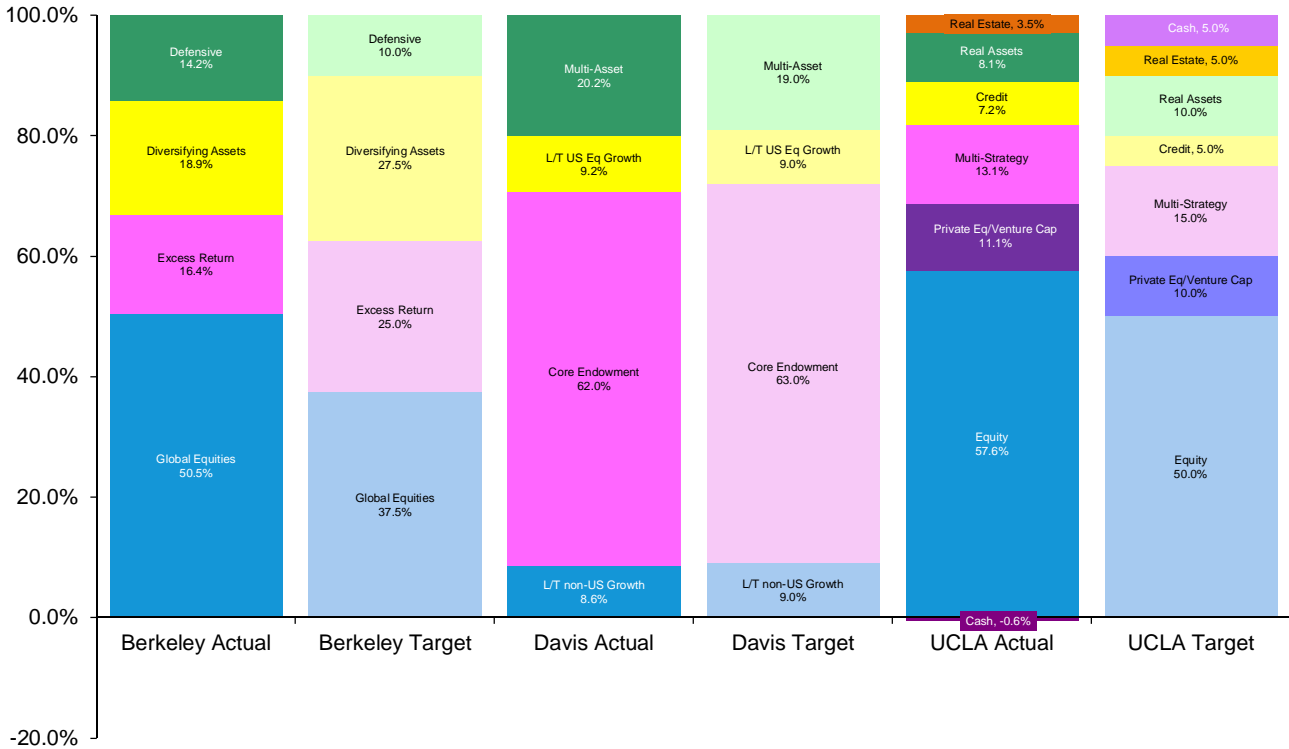 100.0%
80.0%
60.0%
40.0%
20.0%
0.0%
-20.0%
Defensive
14.2%
Diversifying Assets
18.9%
Excess Return
16.4%
Global Equities
50.5%
Berkeley Actual
Defensive
10.0%
Diversifying Assets
27.5%
Excess Return
25.0%
Global Equities
37.5%
Berkeley Target
Multi-Asset
20.2%
L/T US Eq Growth
9.2%
Core Endowment
62.0%
L/T non-US Growth
8.6%
Davis Actual
Multi-Asset
19.0%
L/T US Eq Growth
9.0%
Core Endowment
63.0%
L/T non-US Growth
9.0%
Davis Target
Real Estate, 3.5%
Real Assets
8.1%
Credit
7.2%
Multi-Strategy
13.1%
Private Eq/Venture Cap
11.1%
Equity
57.6%
Cash, -0.6%
UCLA Actual
Cash, 5.0%
Real Estate, 5.0%
Real Assets
10.0%
Credit, 5.0%
Multi-Strategy
15.0%
Private Eq/Venture Cap
10.0%
Equity
50.0%
UCLA Target